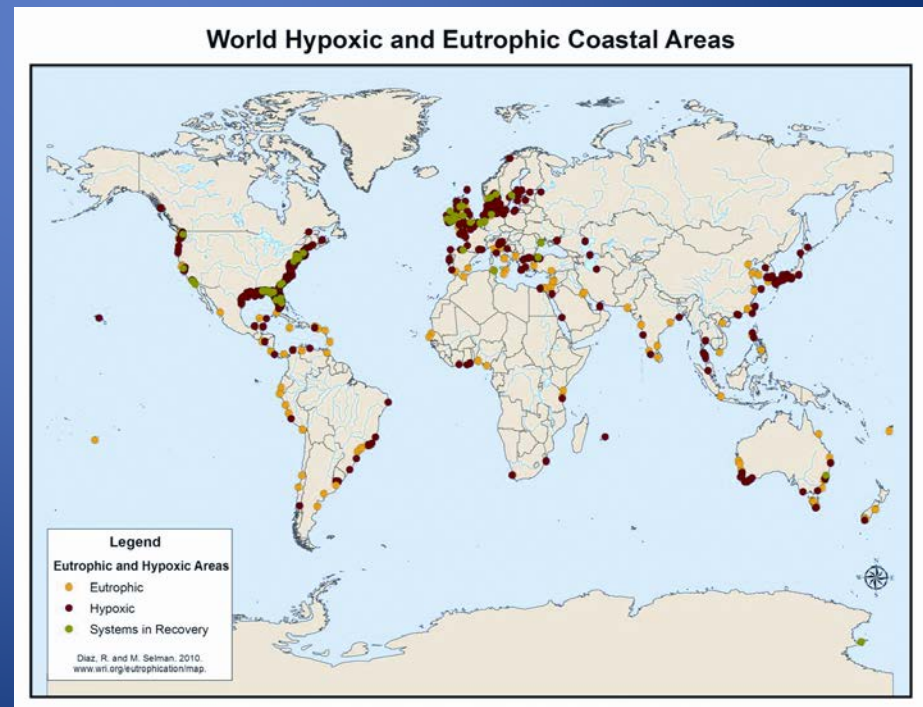 World Hypoxic and Eutrophic Coastal Areas
Legend
Eutrophic and Hypoxic Areas
Eutrophic
Hypoxic
Systems in Recovery
Diaz, R. and M. Selman. 2010.
www.wri.org/eutrophication/map.